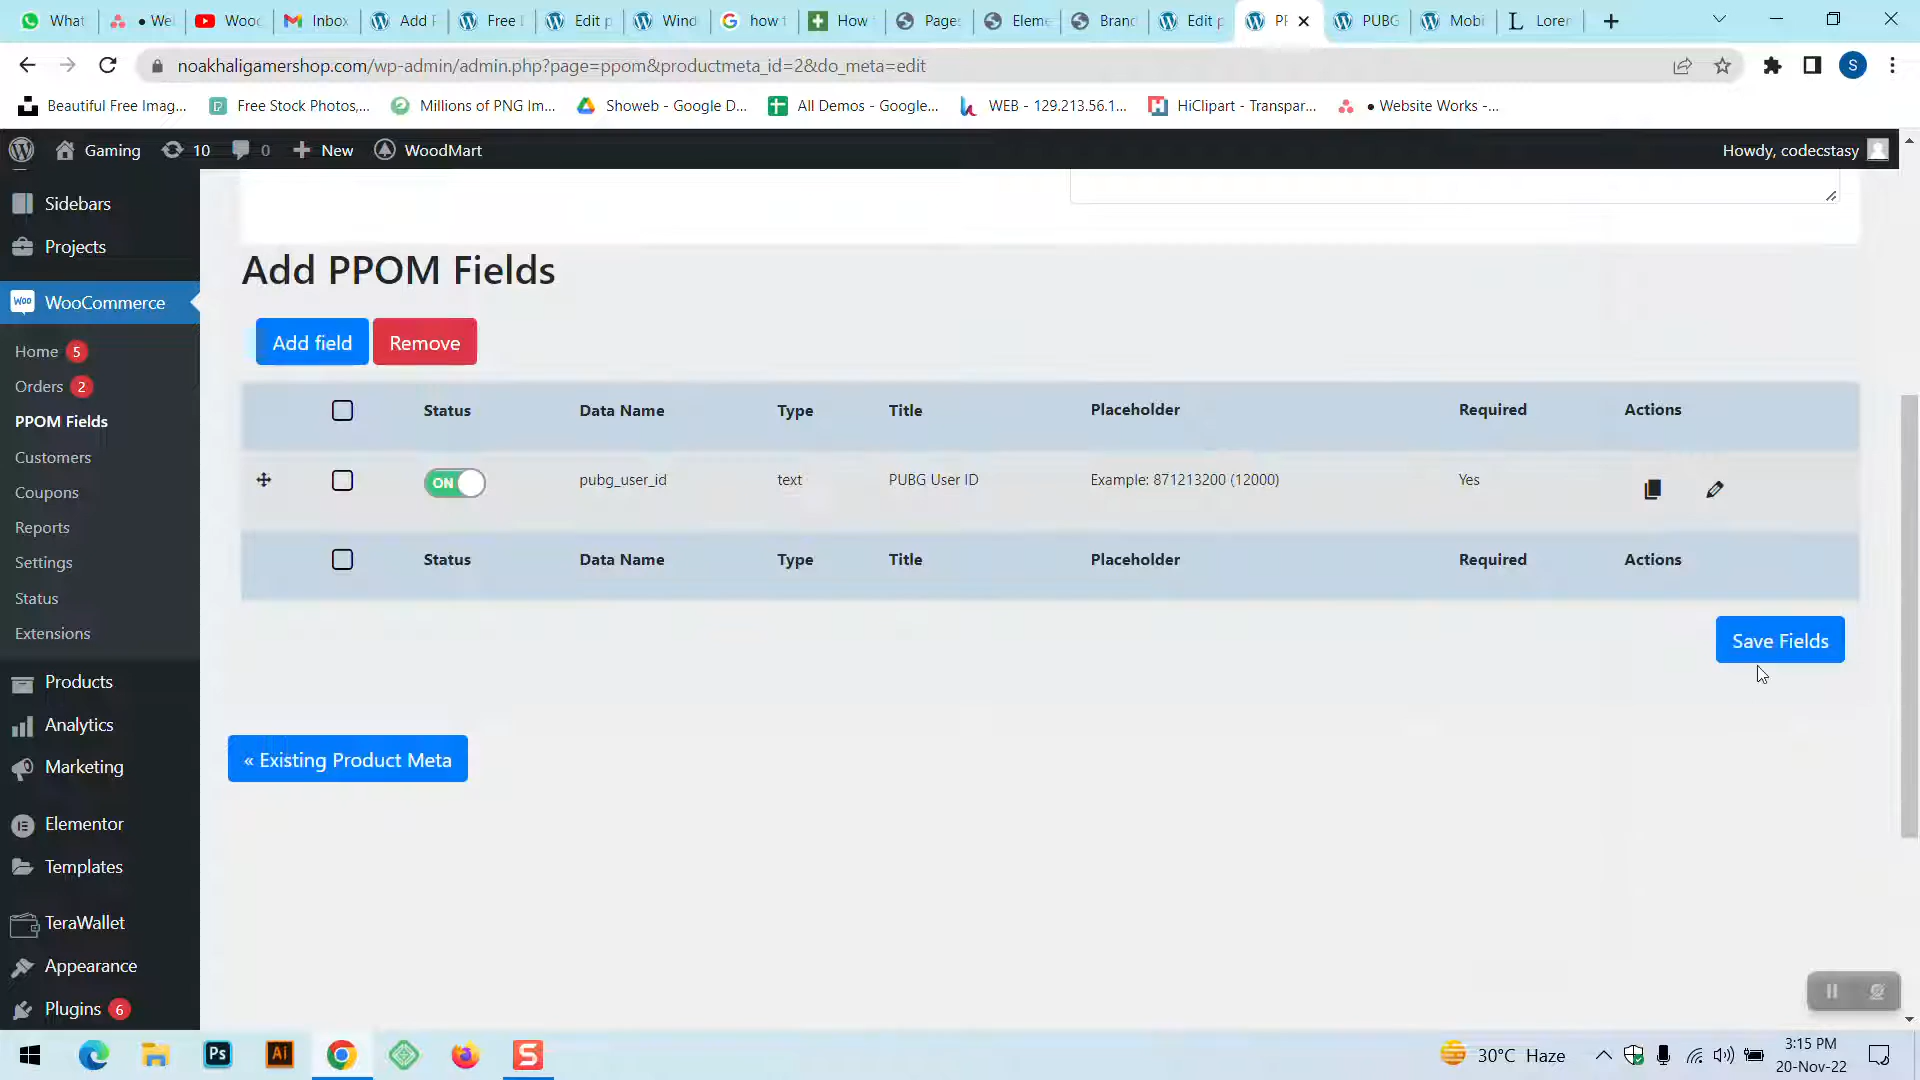 What
• We
Wooc
Inbox
Add F
Free
Edit p
Wind
how t
How
Page
Eleme
Branc
Edit p
PP
PUBG
Mobi
Lorer
noakhaligamershop.com/wp-admin/admin.php?page=ppom&productmeta_id=2&do_meta=edit
S
Beautiful Free Imag...
Free Stock Photos,...
Millions of PNG Im...
Showeb - Google D...
All Demos - Google...
WEB - 129.213.56.1...
HiClipart - Transpar...
• Website Works -...
Gaming
10
0
New
WoodMart
Howdy, codecstasy
Sidebars
Projects
WooCommerce
Home 5
Orders 2
PPOM Fields
Customers
Coupons
Reports
Settings
Status
Extensions
Products
Analytics
Marketing
Elementor
Templates
TeraWallet
Appearance
Plugins 6
Add PPOM Fields
Add field
Remove
Status Data Name Type Title Placeholder Required Actions
ON pubg_user_id text PUBG User ID Example: 871213200 (12000) Yes
Status Data Name Type Title Placeholder Required Actions
Save Fields
« Existing Product Meta
Ps
Ai
S
30°C Haze
3:15 PM
20-Nov-22